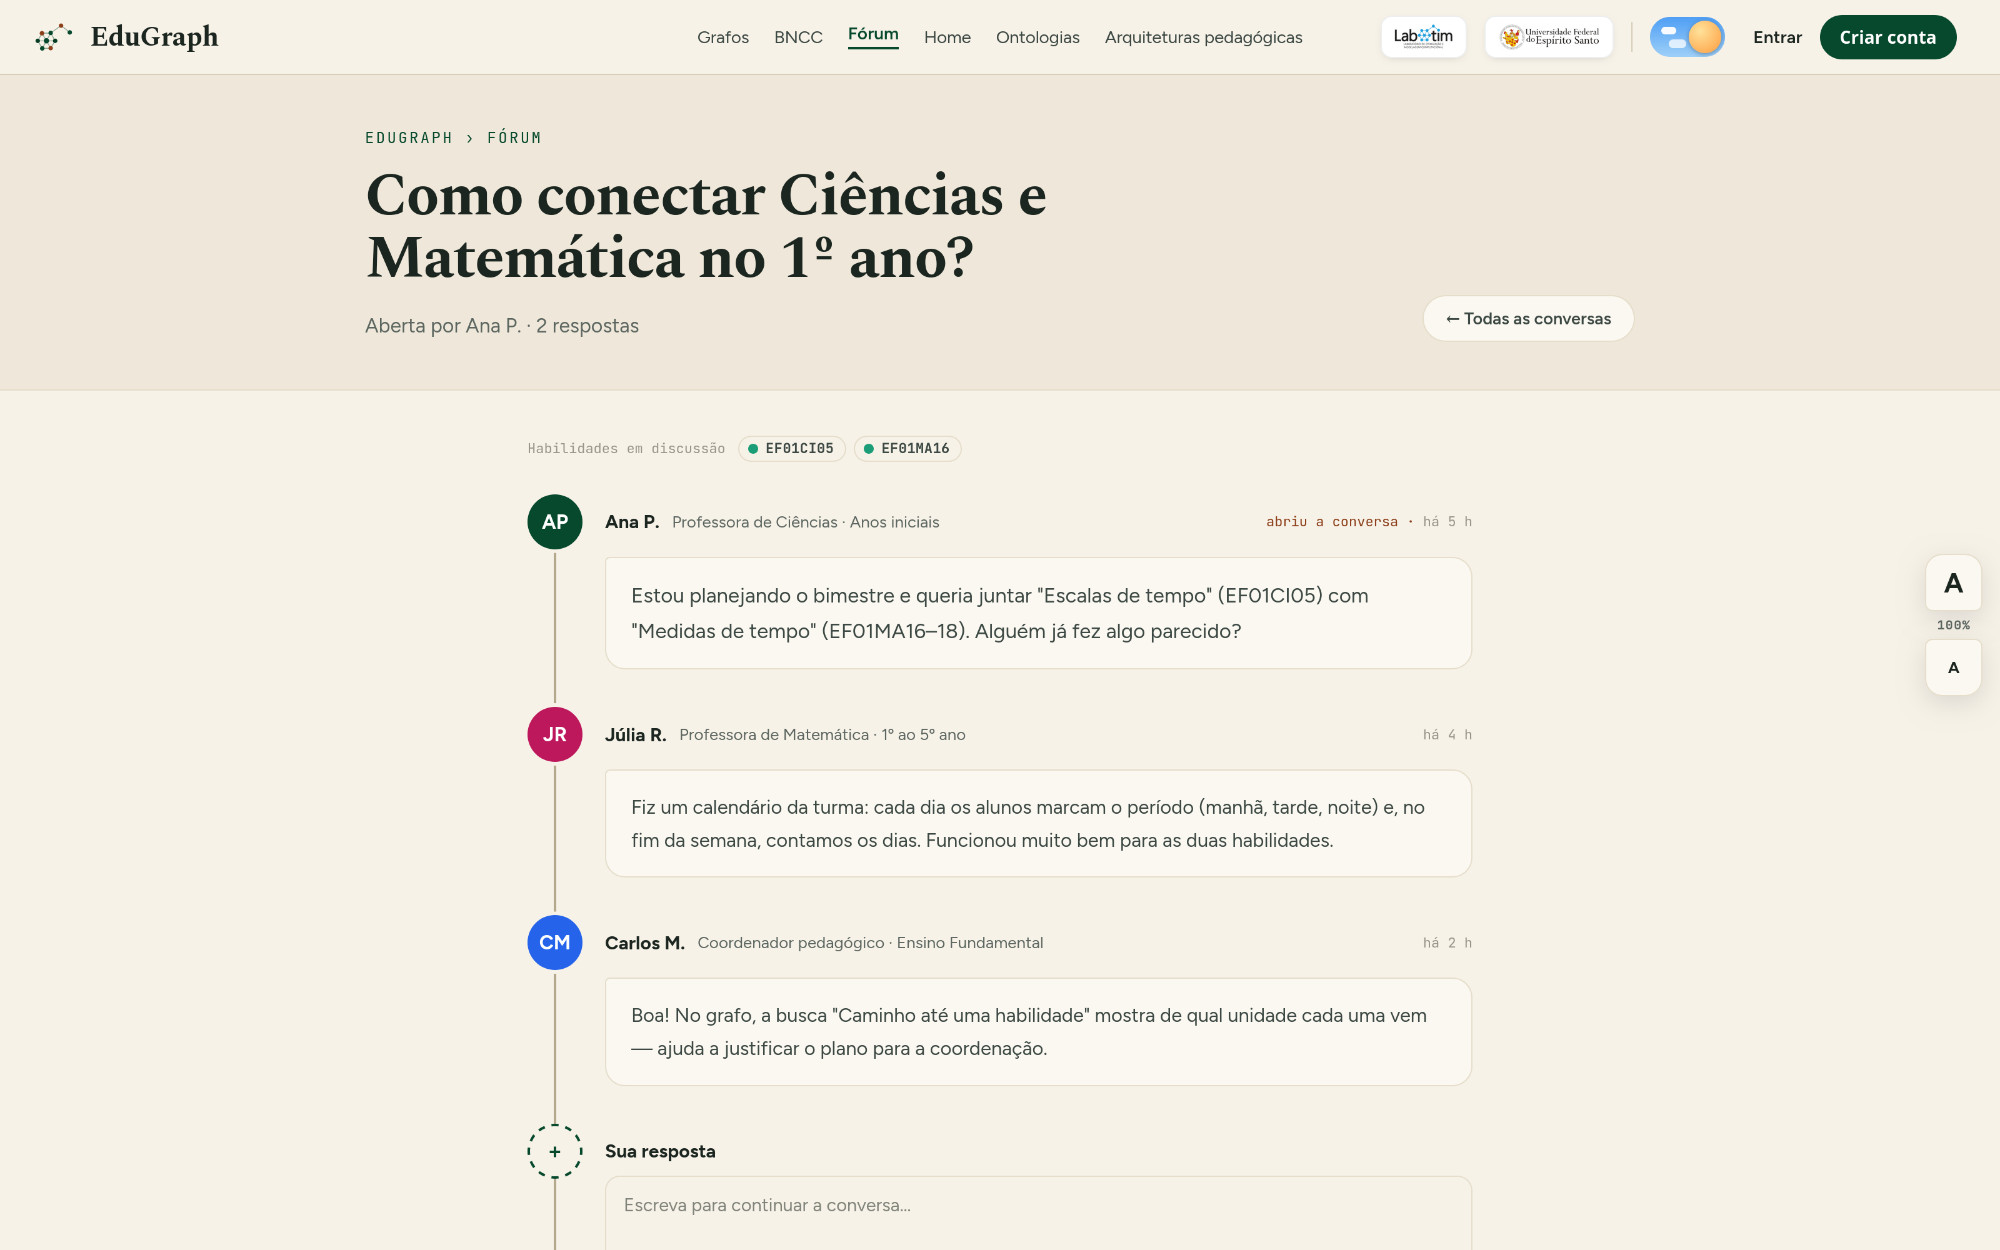 EduGraph
Grafos
BNCC
Fórum
Home
Ontologias
Arquiteturas pedagógicas
Universidade Federal
do Espírito Santo
Entrar
Criar conta
EDUGRAPH › FÓRUM
Como conectar Ciências e
Matemática no 1º ano?
Aberta por Ana P. · 2 respostas
← Todas as conversas
Habilidades em discussão
EF01CI05
EF01MA16
AP
Ana P. Professora de Ciências · Anos iniciais
abriu a conversa · há 5 h
Estou planejando o bimestre e queria juntar "Escalas de tempo" (EF01CI05) com
"Medidas de tempo" (EF01MA16–18). Alguém já fez algo parecido?
A
100%
A
JR
Júlia R. Professora de Matemática · 1º ao 5º ano
há 4 h
Fiz um calendário da turma: cada dia os alunos marcam o período (manhã, tarde, noite) e, no
fim da semana, contamos os dias. Funcionou muito bem para as duas habilidades.
CM
Carlos M. Coordenador pedagógico · Ensino Fundamental
há 2 h
Boa! No grafo, a busca "Caminho até uma habilidade" mostra de qual unidade cada uma vem
— ajuda a justificar o plano para a coordenação.
+
Sua resposta
Escreva para continuar a conversa...